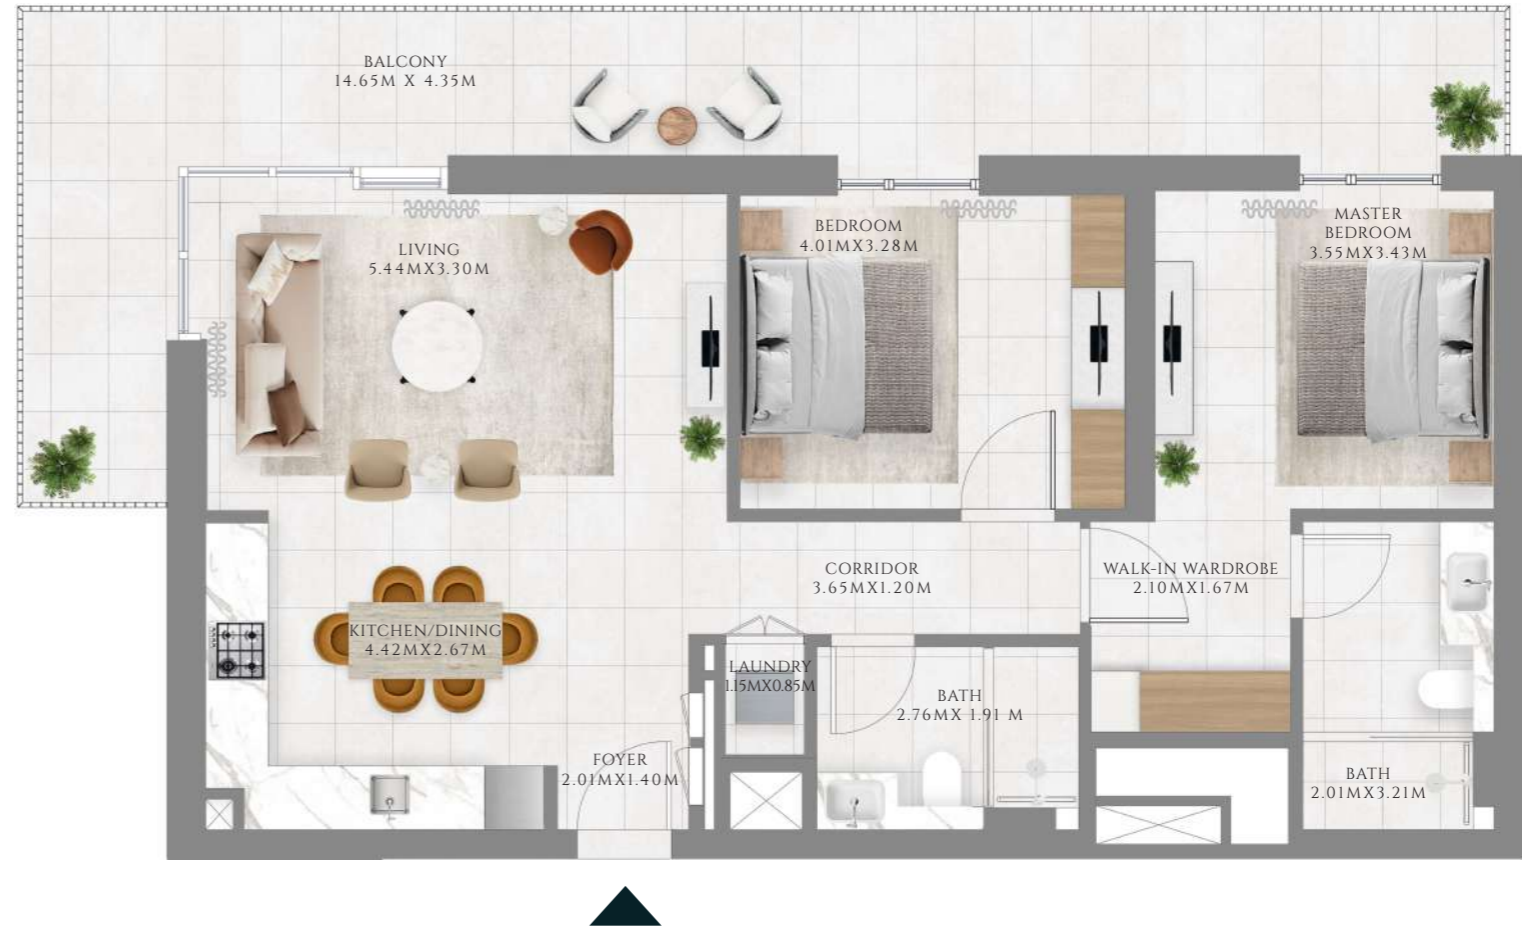 BALCONY
14.65M X 4.35M
LIVING
5.44MX3.30M
BEDROOM
4.01MX3.28M
MASTER
BEDROOM
3.55MX3.43M
CORRIDOR
3.65MX1.20M
WALK-IN WARDROBE
2.10MX1.67M
KITCHEN/DINING
4.42MX2.67M
LAUNDRY
1.15MX0.85M
BATH
2.76MX 1.91 M
FOYER
2.01MX1.40M
BATH
2.01MX3.21M